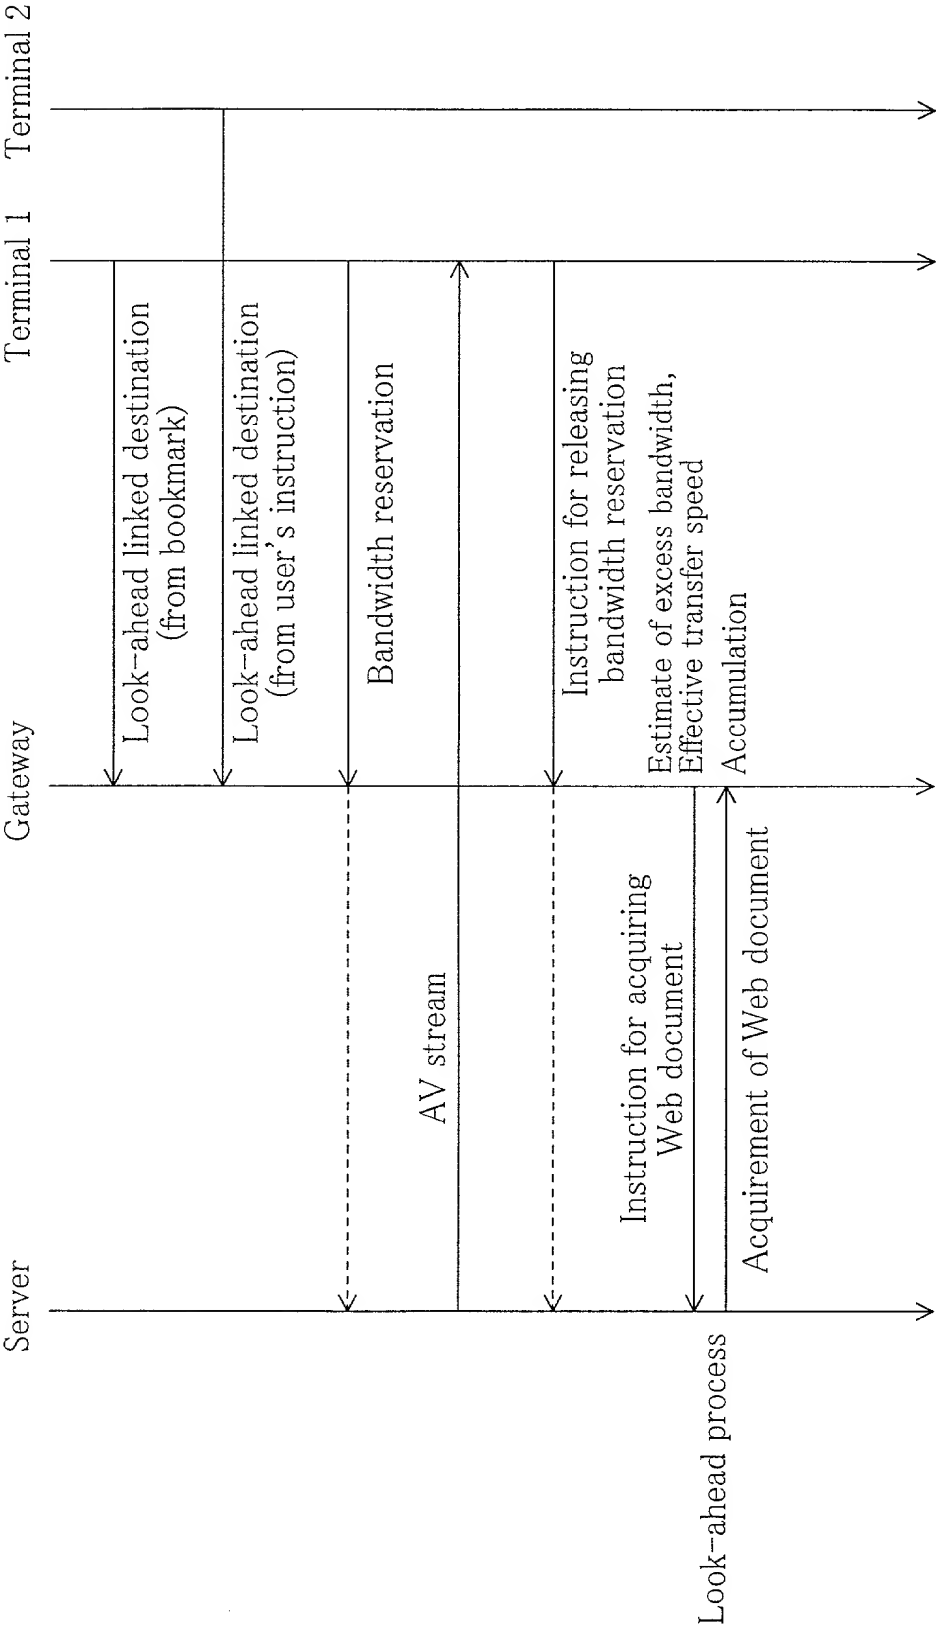 Server
Gateway
Terminal 1
Terminal 2
Look-ahead linked destination
(from bookmark)
Look-ahead linked destination
(from user's instruction)
Bandwidth reservation
AV stream
Instruction for releasing
bandwidth reservation
Estimate of excess bandwidth,
Effective transfer speed
Instruction for acquiring
Web document
Look-ahead process
Accumulation
Acquirement of Web document